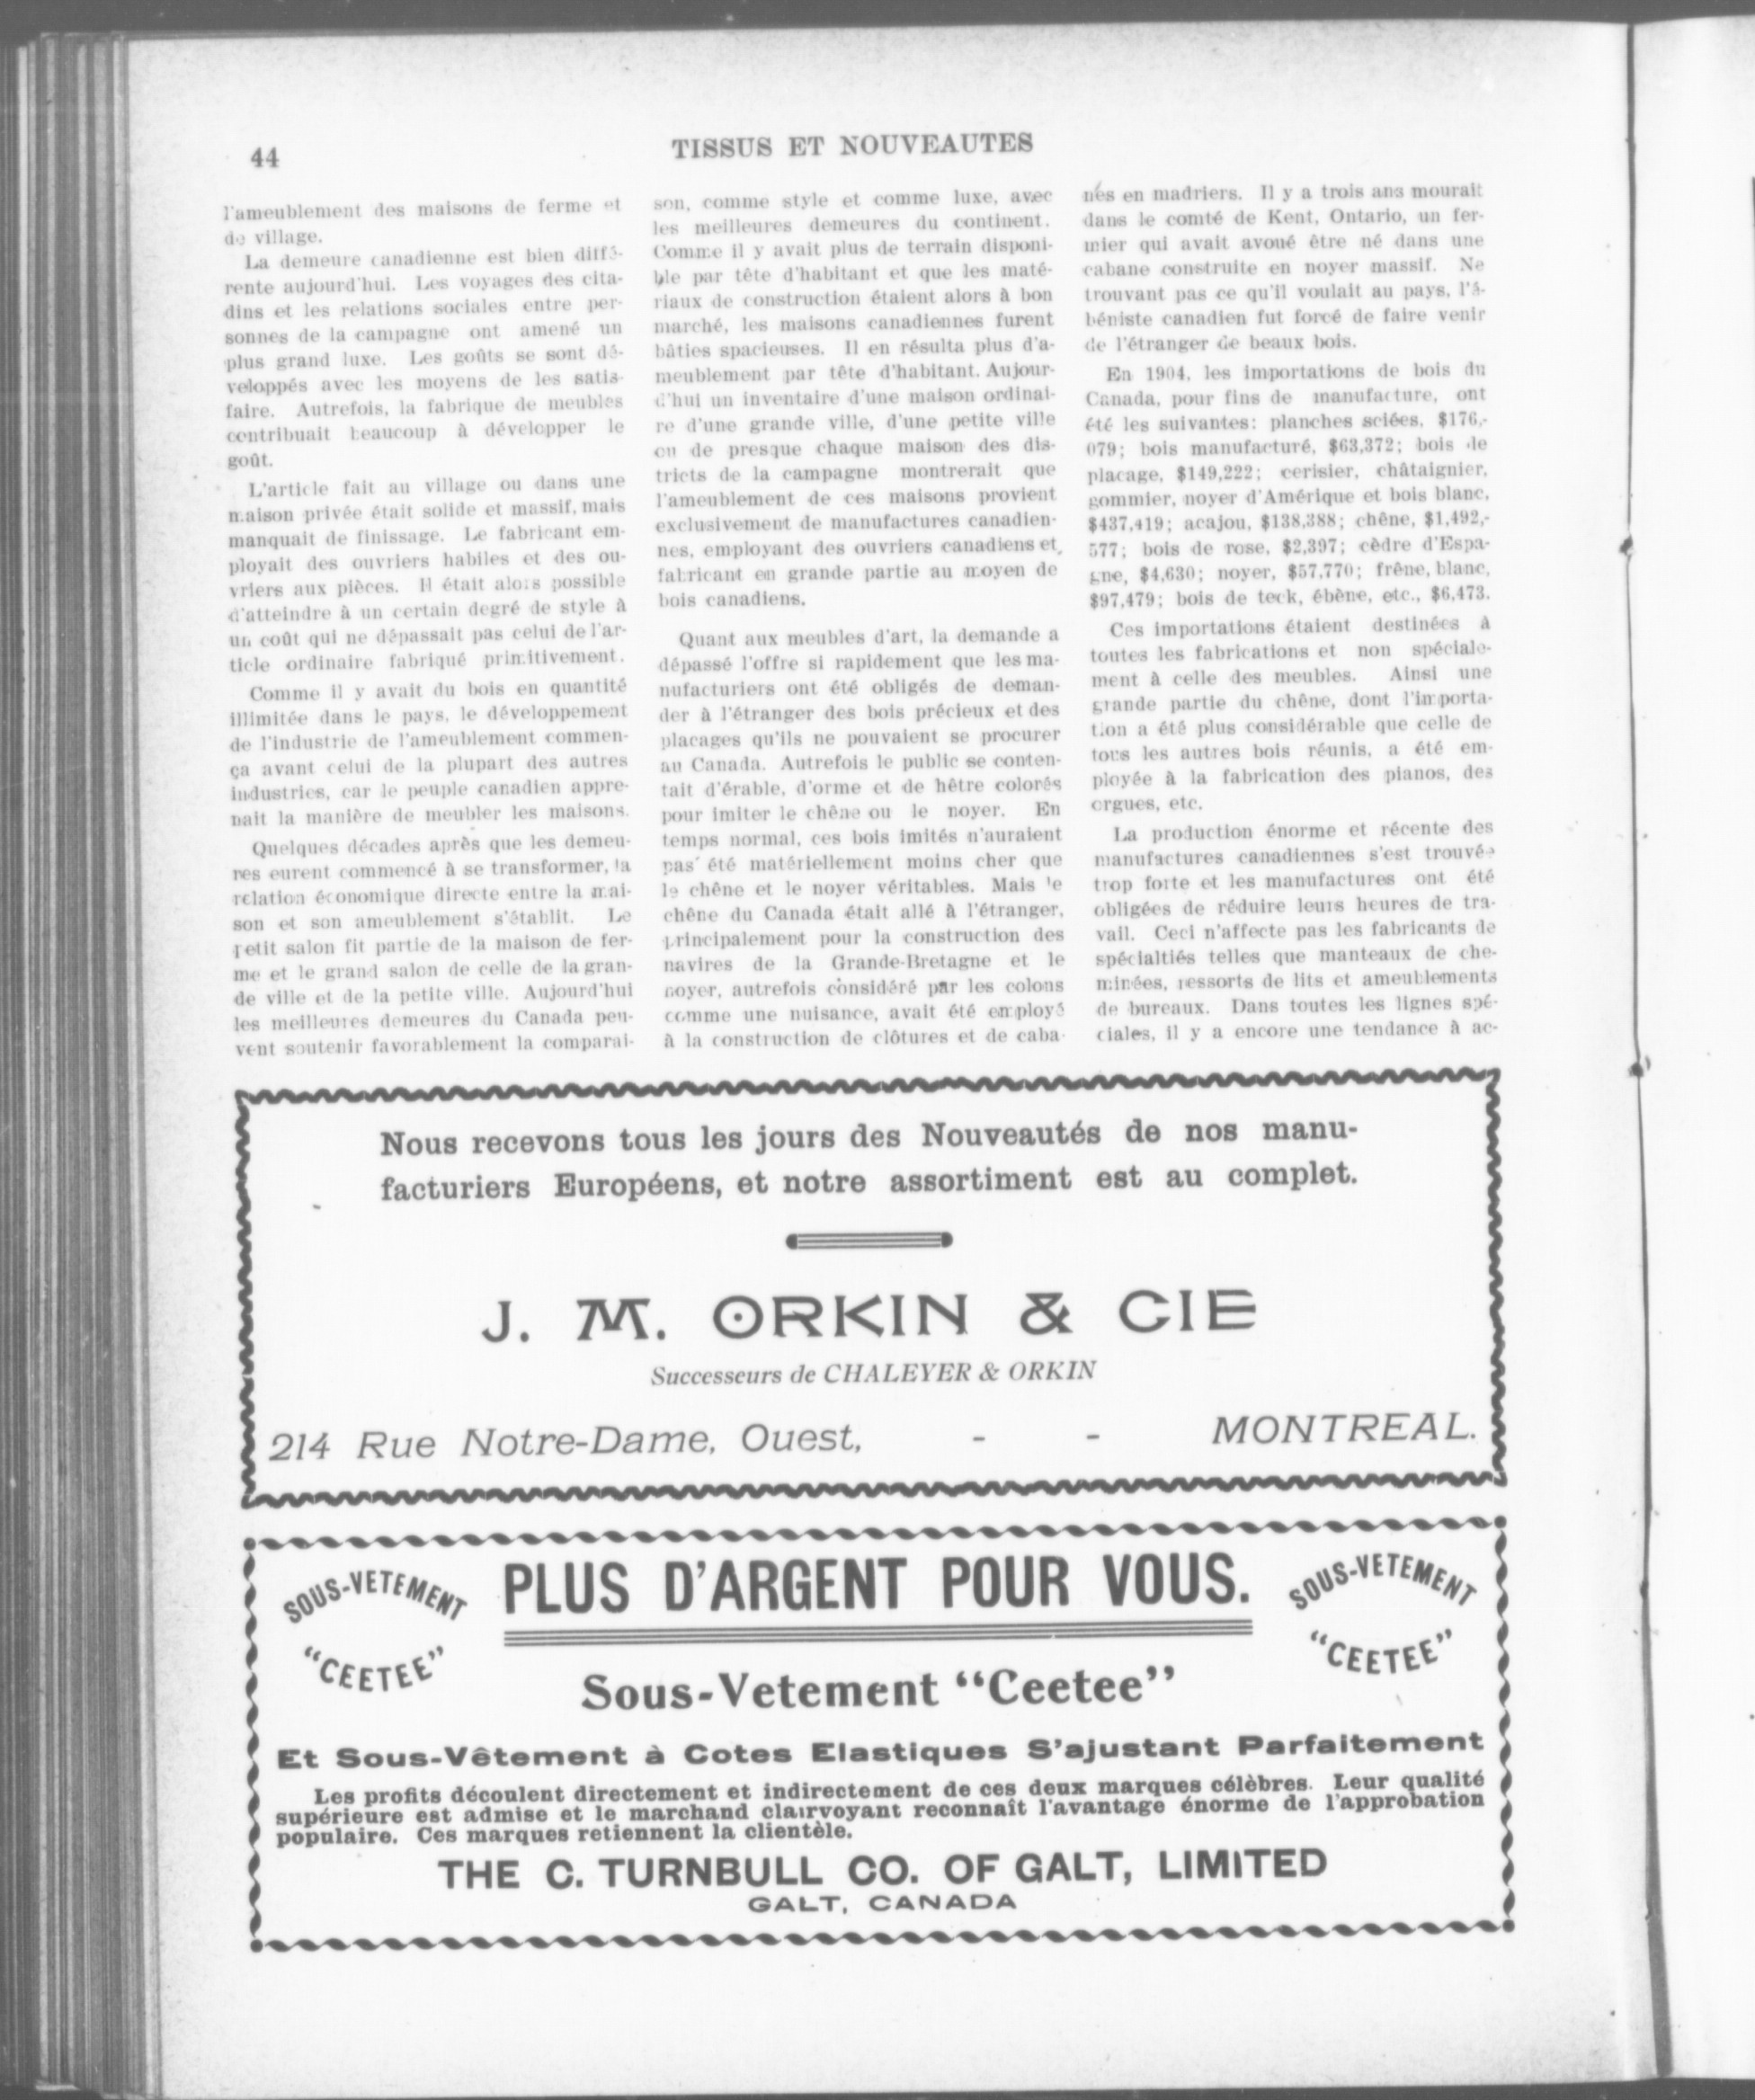 44
TISSUS ET NOUVEAUTES
l'ameublement des maisons de ferme et
de village.
La demeure canadienne est bien diffé-
rente aujourd'hui. Les voyages des cita-
dins et les relations sociales entre per-
sonnes de la campagne ont amené un
plus grand luxe. Les goûts se sont dé-
veloppés avec les moyens de les satis-
faire. Autrefois, la fabrique de meubles
contribuait beaucoup à développer le
goût.
L'article fait au village ou dans une
maison privée était solide et massif, mais
manquait de finissage. Le fabricant em-
ployait des ouvriers habiles et des ou-
vriers aux pièces. Il était alors possible
d'atteindre à un certain degré de style à
un coût qui ne dépassait pas celui de l'ar-
ticle ordinaire fabriqué primitivement.
Comme il y avait du bois en quantité
illimitée dans le pays, le développement
de l'industrie de l'ameublement commen-
ça avant celui de la plupart des autres
industries, car le peuple canadien appre-
nait la manière de meubler les maisons.
Quelques décades après que les demeu-
res eurent commencé à se transformer, la
relation économique directe entre la mai-
son et son ameublement s'établit. Le
petit salon fit partie de la maison de fer-
me et le grand salon de celle de la gran-
de ville et de la petite ville. Aujourd'hui
les meilleures demeures du Canada peu-
vent soutenir favorablement la comparai-
son, comme style et comme luxe, avec
les meilleures demeures du continent.
Comme il y avait plus de terrain disponi-
ble par tête d'habitant et que les maté-
riaux de construction étaient alors à bon
marché, les maisons canadiennes furent
bâties spacieuses. Il en résulta plus d'a-
meublement par tête d'habitant. Aujour-
d'hui un inventaire d'une maison ordinai-
re d'une grande ville, d'une petite ville
ou de presque chaque maison des dis-
tricts de la campagne montrerait que
l'ameublement de ces maisons provient
exclusivement de manufactures canadien-
nes, employant des ouvriers canadiens et
fabricant en grande partie au moyen de
bois canadiens.
Quant aux meubles d'art, la demande a
dépassé l'offre si rapidement que les ma-
nufacturiers ont été obligés de deman-
der à l'étranger des bois précieux et des
placages qu'ils ne pouvaient se procurer
au Canada. Autrefois le public se conten-
tait d'érable, d'orme et de hêtre colorés
pour imiter le chêne ou le noyer. En
temps normal, ces bois imités n'auraient
pas été matériellement moins cher que
le chêne et le noyer véritables. Mais le
chêne du Canada était allé à l'étranger,
principalement pour la construction des
navires de la Grande-Bretagne et le
noyer, autrefois considéré par les colons
comme une nuisance, avait été employé
à la construction de clôtures et de caba-
nés en madriers. Il y a trois ans mourait
dans le comté de Kent, Ontario, un fer-
mier qui avait avoué être né dans une
cabane construite en noyer massif. Ne
trouvant pas ce qu'il voulait au pays, l'é-
béniste canadien fut forcé de faire venir
de l'étranger de beaux bois.
En 1904, les importations de bois du
Canada, pour fins de manufacture, ont
été les suivantes: planches sciées, $176,-
079; bois manufacturé, $63,372; bois de
placage, $149,222; cerisier, châtaignier,
gommier, noyer d'Amérique et bois blanc,
$437,419; acajou, $138,388; chêne, $1,492,-
577; bois de rose, $2,397; cèdre d'Espa-
gne, $4,630; noyer, $57,770; frêne, blanc,
$97,479; bois de teck, ébène, etc., $6,473.
Ces importations étaient destinées à
toutes les fabrications et non spéciale-
ment à celle des meubles. Ainsi une
grande partie du chêne, dont l'importa-
tion a été plus considérable que celle de
tous les autres bois réunis, a été em-
ployée à la fabrication des pianos, des
orgues, etc.
La production énorme et récente des
manufactures canadiennes s'est trouvée
trop forte et les manufactures ont été
obligées de réduire leurs heures de tra-
vail. Ceci n'affecte pas les fabricants de
spécialtiés telles que manteaux de che-
minées, ressorts de lits et ameublements
de bureaux. Dans toutes les lignes spé-
ciales, il y a encore une tendance à ac-
Nous recevons tous les jours des Nouveautés de nos manu-
facturiers Européens, et notre assortiment est au complet.
J. M. ORKIN & CIE
Successeurs de CHALEYER & ORKIN
214 Rue Notre-Dame, Ouest, - - MONTREAL.
SOUS-VETEMENT
"CEETEE"
PLUS D'ARGENT POUR VOUS.
SOUS-VETEMENT
"CEETEE"
Sous-Vetement "Ceetee"
Et Sous-Vêtement à Cotes Elastiques S'ajustant Parfaitement
Les profits découlent directement et indirectement de ces deux marques célèbres. Leur qualité
supérieure est admise et le marchand clairvoyant reconnaît l'avantage énorme de l'approbation
populaire. Ces marques retiennent la clientèle.
THE C. TURNBULL CO. OF GALT, LIMITED
GALT, CANADA